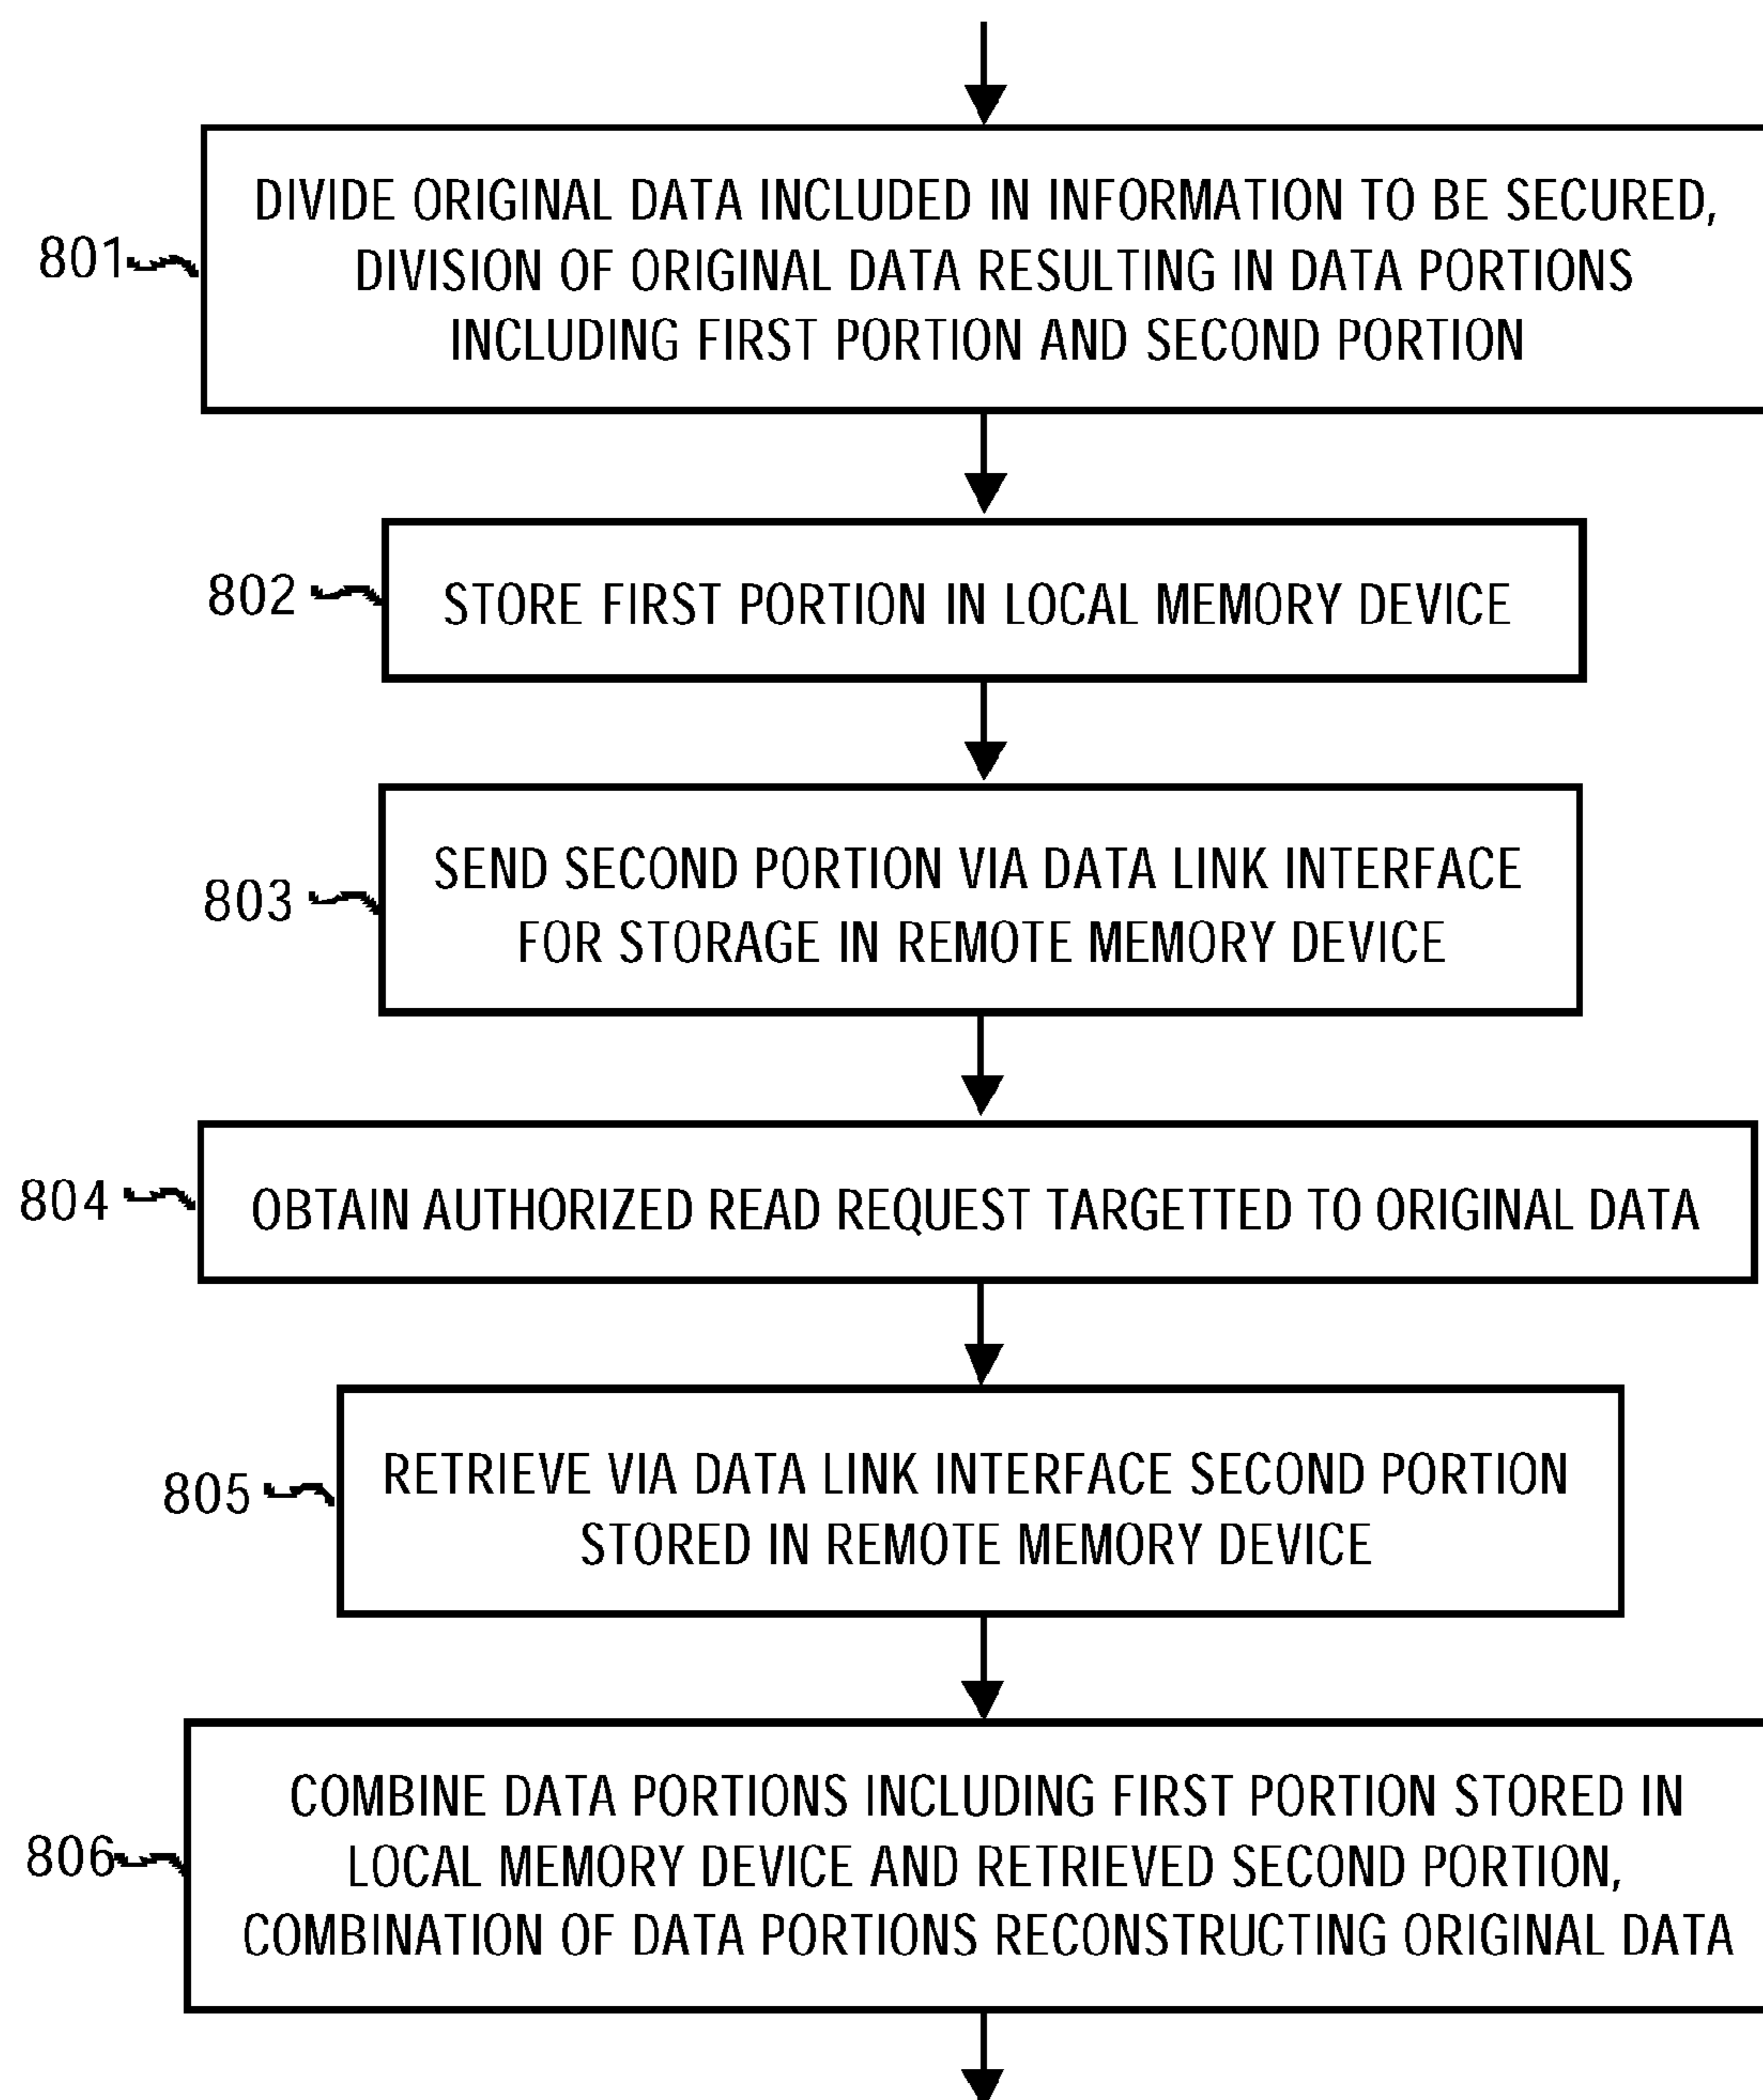 DIVIDE ORIGINAL DATA INCLUDED IN INFORMATION TO BE SECURED,
801
DIVISION OF ORIGINAL DATA RESULTING IN DATA PORTIONS
INCLUDING FIRST PORTION AND SECOND PORTION
802
STORE FIRST PORTION IN LOCAL MEMORY DEVICE
SEND SECOND PORTION VIA DATA LINK INTERFACE
803
FOR STORAGE IN REMOTE MEMORY DEVICE
804
OBTAIN AUTHORIZED READ REQUEST TARGETTED TO ORIGINAL DATA
RETRIEVE VIA DATA LINK INTERFACE SECOND PORTION
805
STORED IN REMOTE MEMORY DEVICE
COMBINE DATA PORTIONS INCLUDING FIRST PORTION STORED IN
806
LOCAL MEMORY DEVICE AND RETRIEVED SECOND PORTION,
COMBINATION OF DATA PORTIONS RECONSTRUCTING ORIGINAL DATA